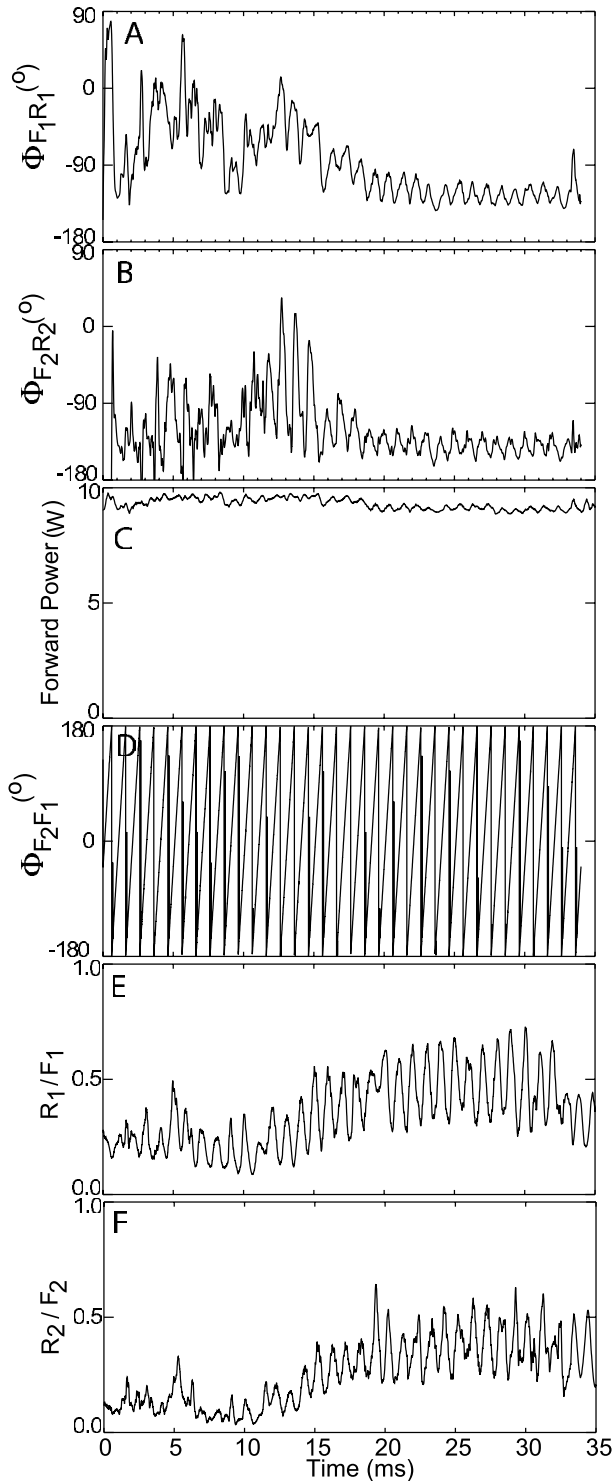 A
90
0
-90
-180
ΦF1R1(o)
B
90
0
-90
-180
ΦF2R2(o)
C
10
5
0
Forward Power (W)
D
180
0
-180
ΦF2F1(o)
E
1.0
0.5
0.0
R1/F1
F
1.0
0.5
0.0
R2/F2
0 5 10 15 20 25 30 35
Time (ms)